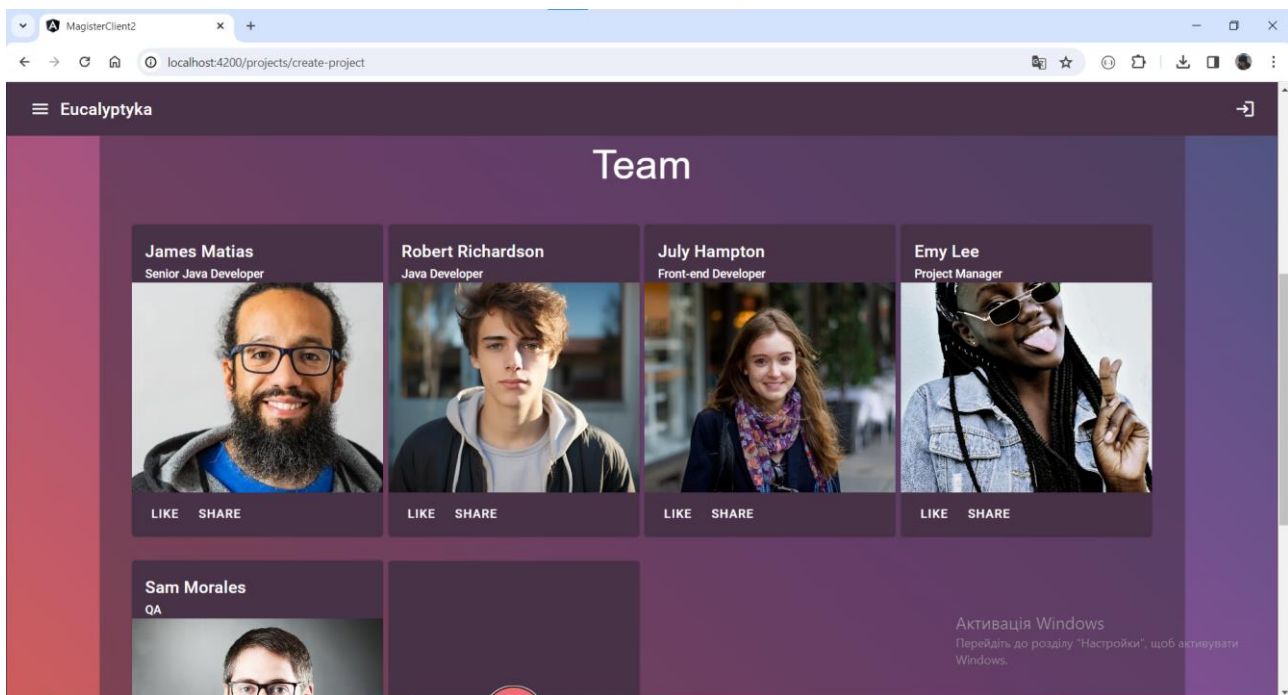 MagisterClient2
localhost:4200/projects/create-project
Eucalyptyka
Team
James Matias
Senior Java Developer
LIKE SHARE
Robert Richardson
Java Developer
LIKE SHARE
July Hampton
Front-end Developer
LIKE SHARE
Emy Lee
Project Manager
LIKE SHARE
Sam Morales
QA
Активація Windows
Перейдіть до розділу "Настройки", щоб активувати
Windows.